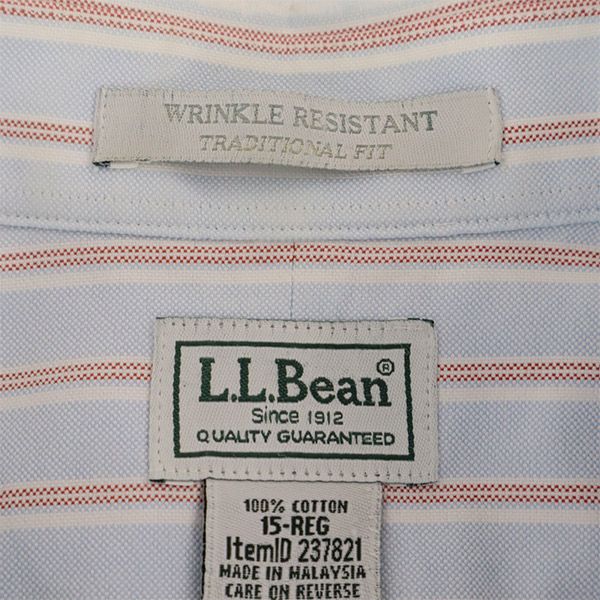 WRINKLE RESISTANT
TRADITIONAL FIT
L.L.Bean®
Since 1912
QUALITY GUARANTEED
100% COTTON
15-REG
ItemID 237821
MADE IN MALAYSIA
CARE ON REVERSE